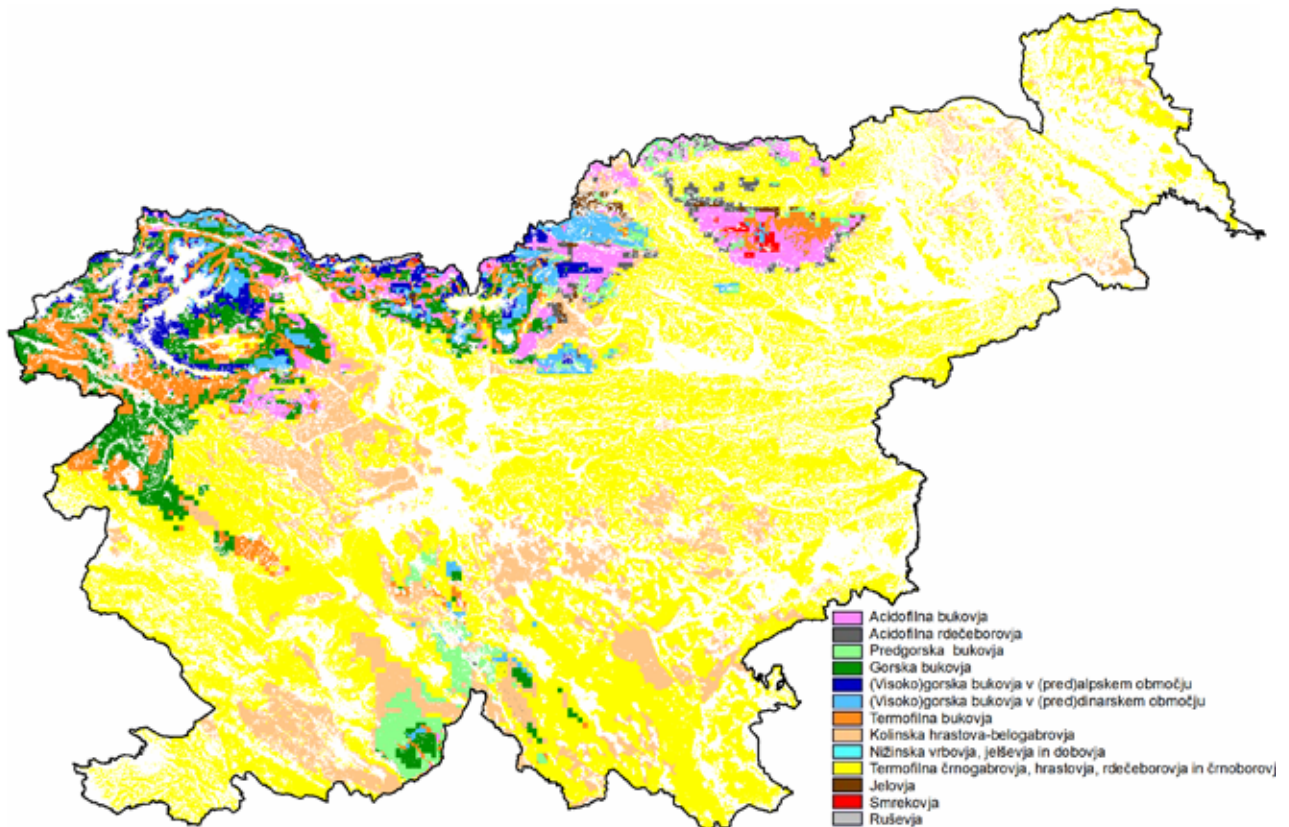 Acidofilna bukovja
Acidofilna rdečeborovja
Predgorska bukovja
Gorska bukovja
(Visoko)gorska bukovja v (pred)alpskem območju
(Visoko)gorska bukovja v (pred)dinarskem območju
Termofilna bukovja
Kolinska hrastova-belogabrovja
Nižinska vrbovja, jelševja in dobovja
Termofilna črnogabrovja, hrastovja, rdečeborovja in črnoborovj
Jelovja
Smrekovja
Ruševja